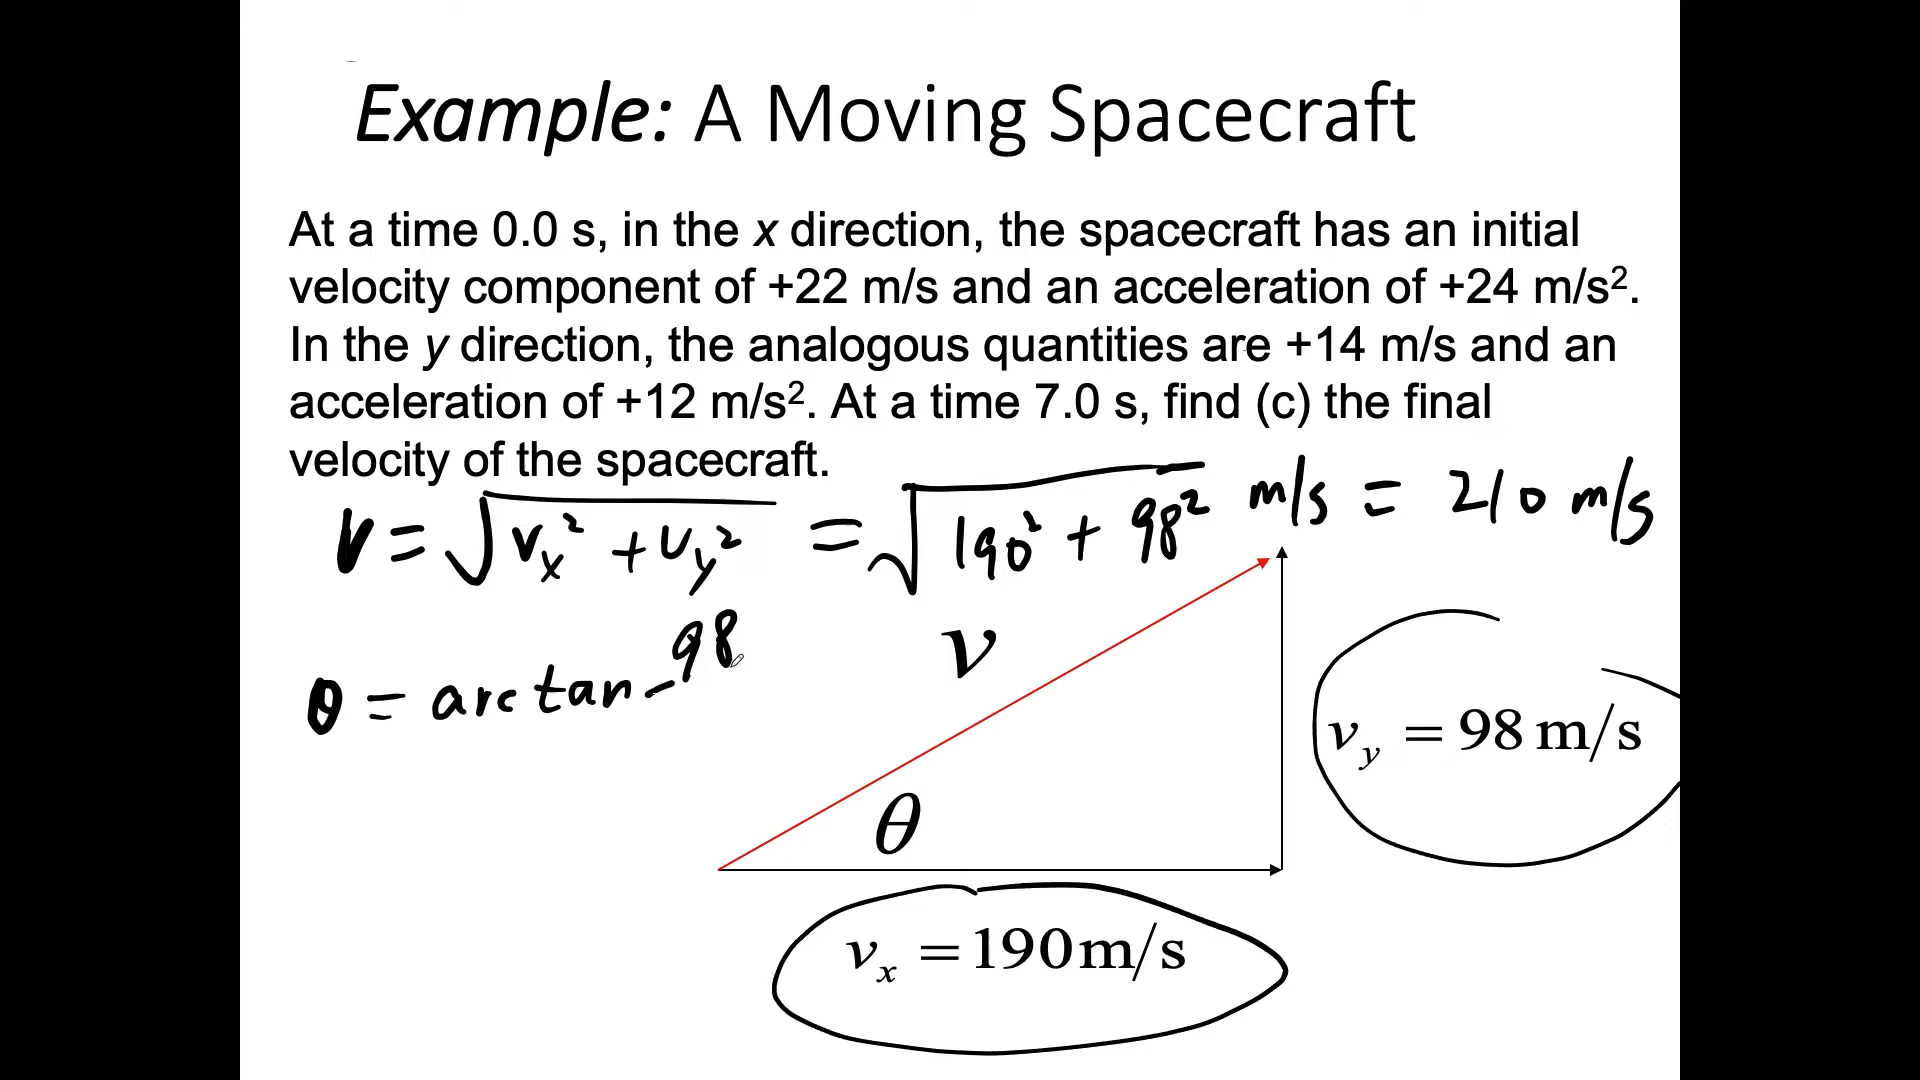 Example: A Moving Spacecraft
At a time 0.0 s, in the x direction, the spacecraft has an initial
velocity component of +22 m/s and an acceleration of +24 m/s².
In the y direction, the analogous quantities are +14 m/s and an
acceleration of +12 m/s². At a time 7.0 s, find (c) the final
velocity of the spacecraft.
v = √(vₓ² + v_y²) = √(190² + 98²) m/s = 210 m/s
θ = arctan 98
v
v_y = 98 m/s
θ
vₓ = 190 m/s